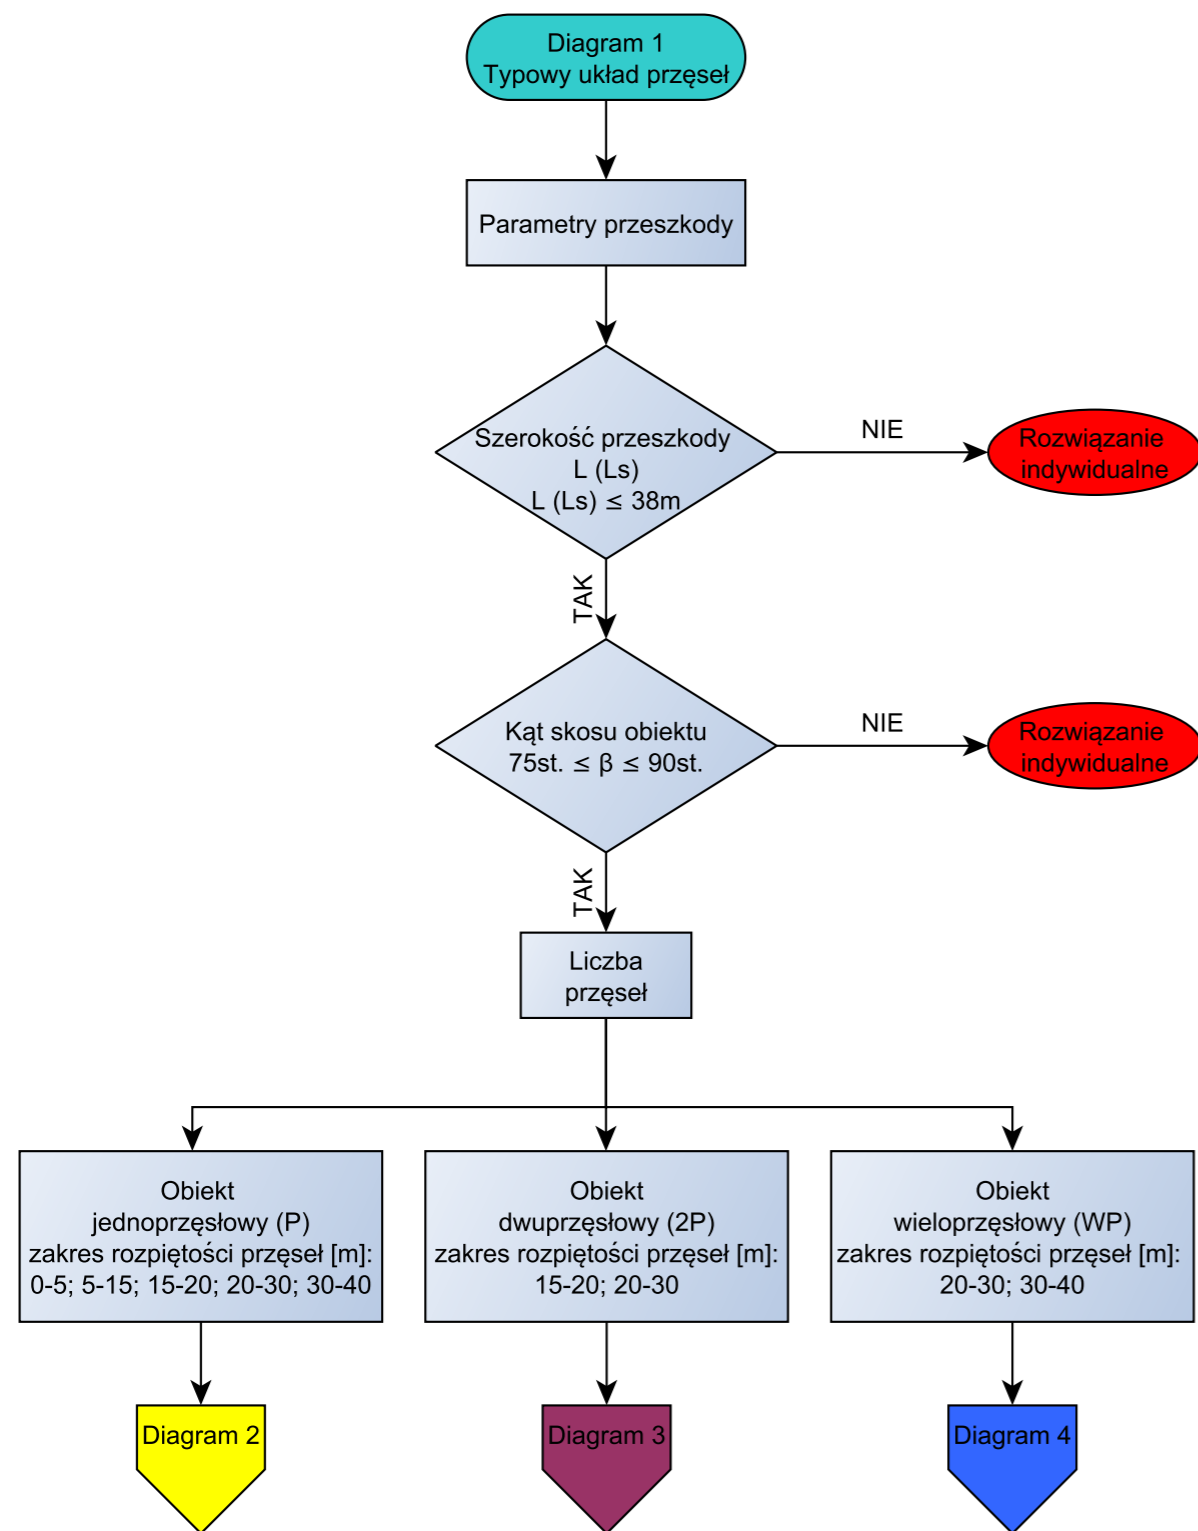 Diagram 1
Typowy układ przęseł
Parametry przeszkody
Szerokość przeszkody
L (Ls)
L (Ls) ≤ 38m
NIE
Rozwiązanie
indywidualne
TAK
Kąt skosu obiektu
75st. ≤ β ≤ 90st.
NIE
Rozwiązanie
indywidualne
TAK
Liczba
przęseł
Obiekt
jednoprzęsłowy (P)
zakres rozpiętości przęseł [m]:
0-5; 5-15; 15-20; 20-30; 30-40
Obiekt
dwuprzęsłowy (2P)
zakres rozpiętości przęseł [m]:
15-20; 20-30
Obiekt
wieloprzęsłowy (WP)
zakres rozpiętości przęseł [m]:
20-30; 30-40
Diagram 2
Diagram 3
Diagram 4